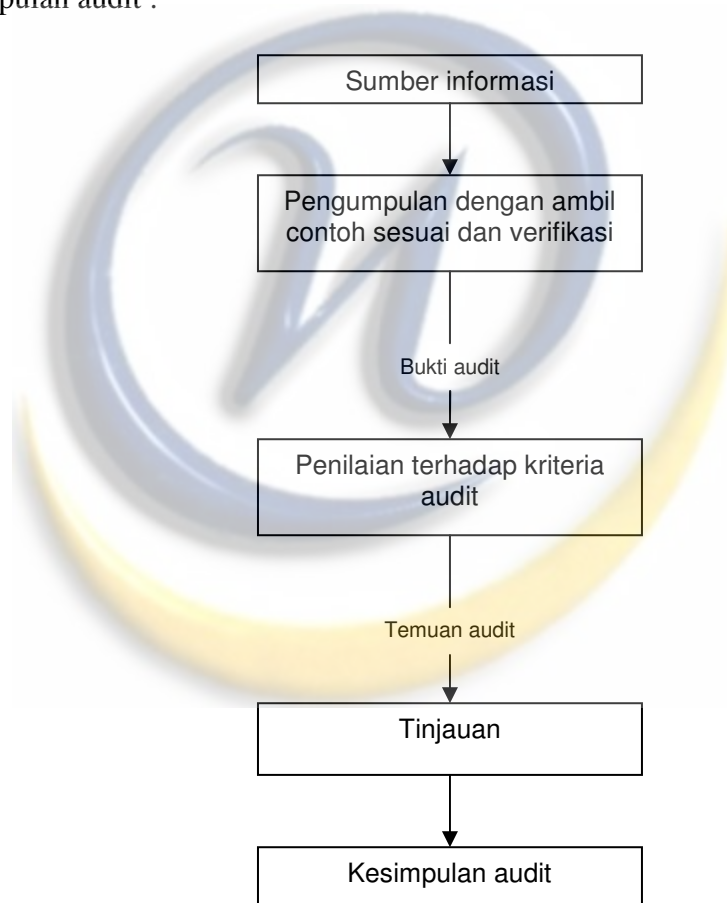 audit :
Sumber informasi
Pengumpulan dengan ambil
contoh sesuai dan verifikasi
Bukti audit
Penilaian terhadap kriteria
audit
Temuan audit
Tinjauan
Kesimpulan audit